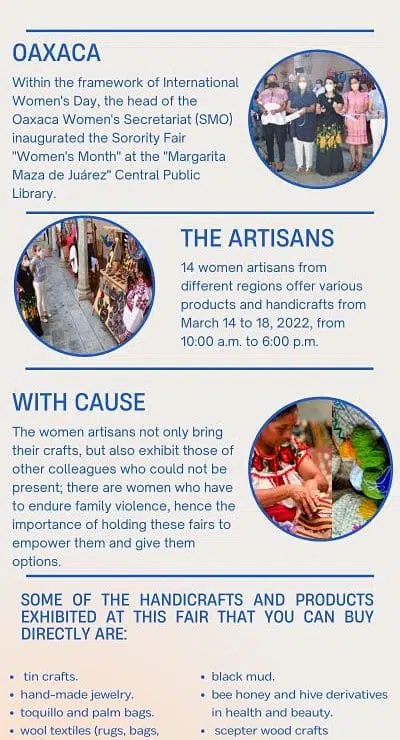 OAXACA
Within the framework of International
Women's Day, the head of the
Oaxaca Women's Secretariat (SMO)
inaugurated the Sorority Fair
"Women's Month" at the "Margarita
Maza de Juárez" Central Public
Library.
THE ARTISANS
14 women artisans from
different regions offer various
products and handicrafts from
March 14 to 18, 2022, from
10:00 a.m. to 6:00 p.m.
WITH CAUSE
The women artisans not only bring
their crafts, but also exhibit those of
other colleagues who could not be
present; there are women who have
to endure family violence, hence the
importance of holding these fairs to
empower them and give them
options.
SOME OF THE HANDICRAFTS AND PRODUCTS
EXHIBITED AT THIS FAIR THAT YOU CAN BUY
DIRECTLY ARE:
• tin crafts.
• hand-made jewelry.
• toquillo and palm bags.
• wool textiles (rugs, bags,
• black mud.
• bee honey and hive derivatives
in health and beauty.
• scepter wood crafts